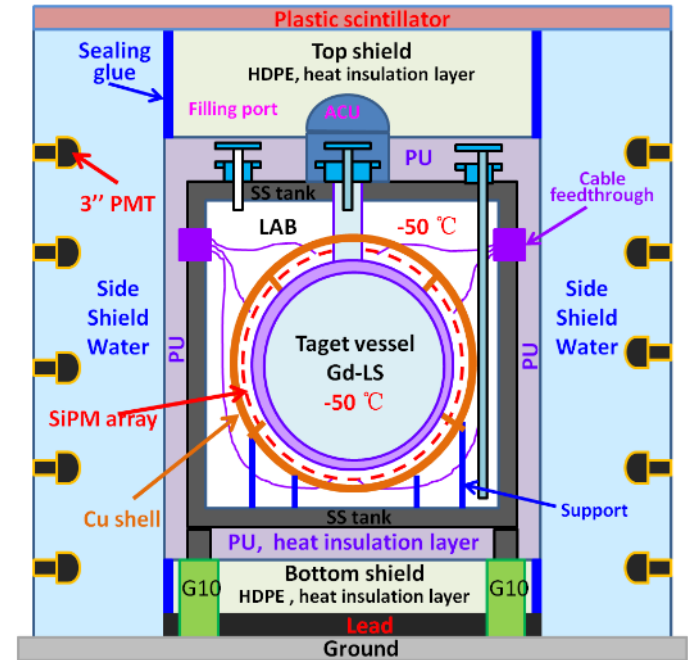 Plastic scintillator
Sealing
glue
Top shield
HDPE, heat insulation layer
Filling port
ACU
PU
3’’ PMT
SS tank
Cable
feedthrough
LAB
-50 ℃
Side
Shield
Water
PU
Taget vessel
Gd-LS
-50 ℃
PU
Side
Shield
Water
SiPM array
Cu shell
SS tank
Support
PU, heat insulation layer
Bottom shield
HDPE , heat insulation layer
G10
G10
Lead
Ground